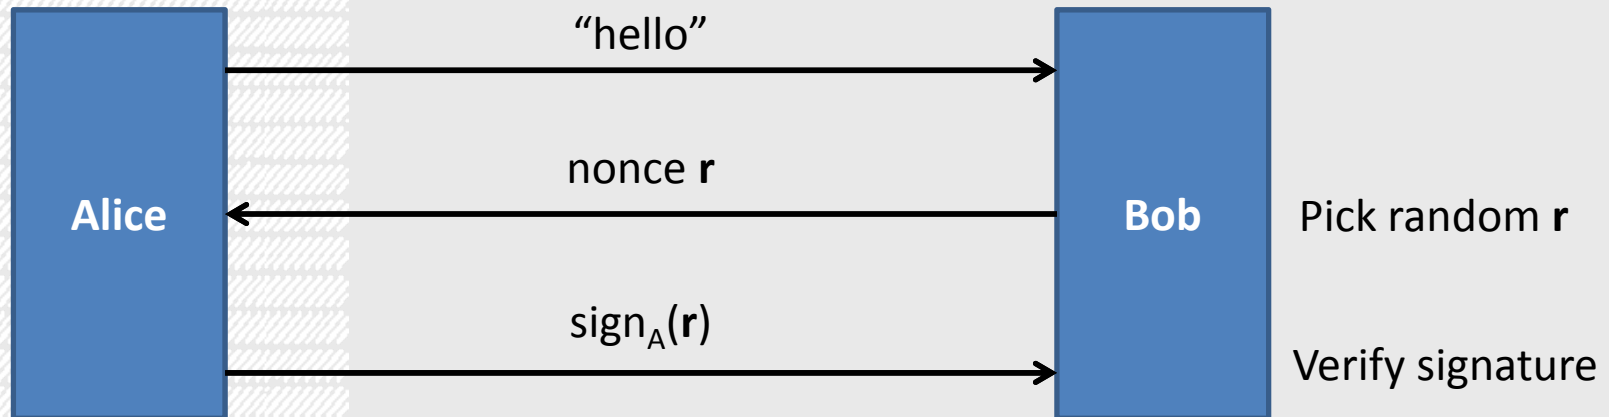 “hello”
nonce r
Alice
Bob
Pick random r
signA(r)
Verify signature